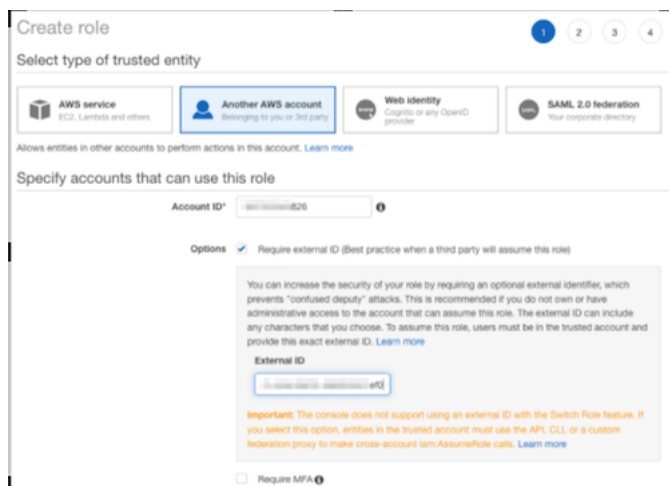 Create role
1 2 3 4
Select type of trusted entity
AWS service
EC2, Lambda and others
Another AWS account
Belonging to you or 3rd party
Web identity
Cognito or any OpenID
provider
SAML 2.0 federation
Your corporate directory
Allows entities in other accounts to perform actions in this account. Learn more
Specify accounts that can use this role
Account ID* 826
Options Require external ID (Best practice when a third party will assume this role)
You can increase the security of your role by requiring an optional external identifier, which
prevents "confused deputy" attacks. This is recommended if you do not own or have
administrative access to the account that can assume this role. The external ID can include
any characters that you choose. To assume this role, users must be in the trusted account and
provide this exact external ID. Learn more
External ID
ef0
Important: The console does not support using an external ID with the Switch Role feature. If
you select this option, entities in the trusted account must use the API, CLI, or a custom
federation proxy to make cross-account iam:AssumeRole calls. Learn more
Require MFA